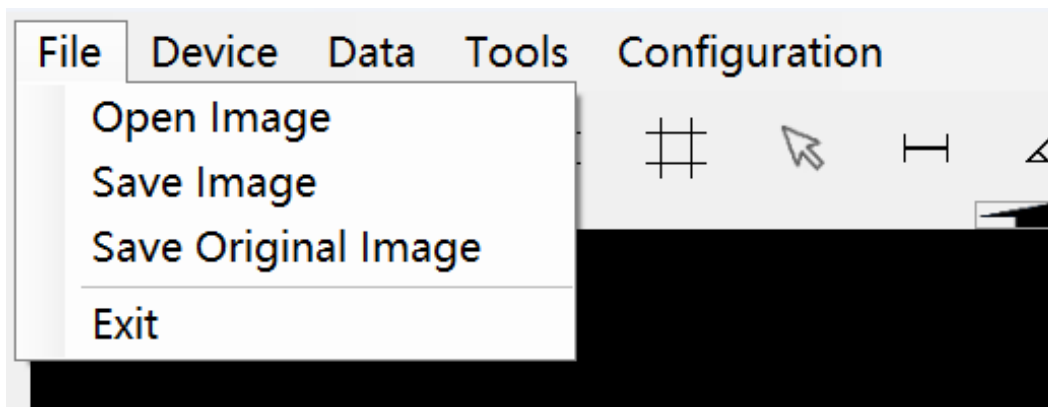 File Device Data Tools Configuration
Open Image
Save Image
Save Original Image
Exit